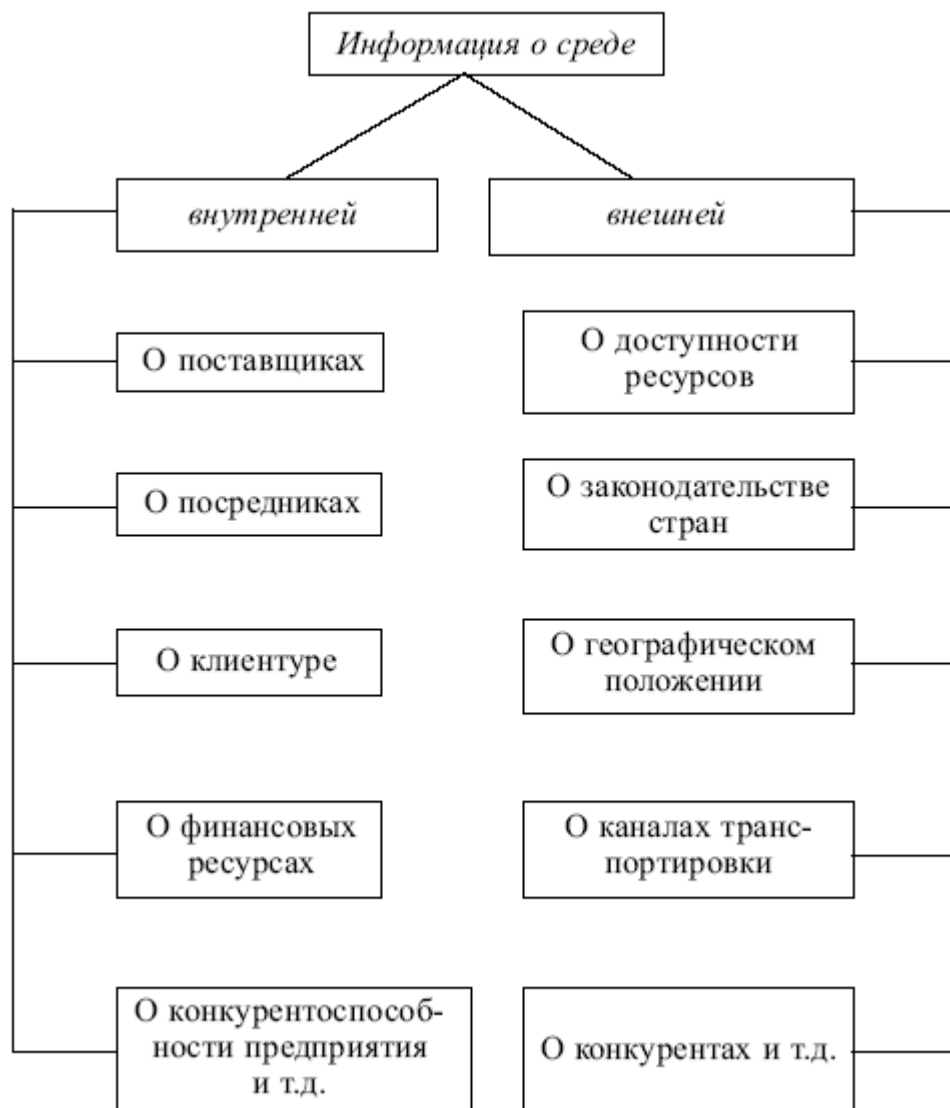 Информация о среде
внутренней
внешней
О поставщиках
О доступности
ресурсов
О посредниках
О законодательстве
стран
О клиентуре
О географическом
положении
О финансовых
ресурсах
О каналах транс-
портировки
О конкурентоспособ-
ности предприятия
и т.д.
О конкурентах и т.д.